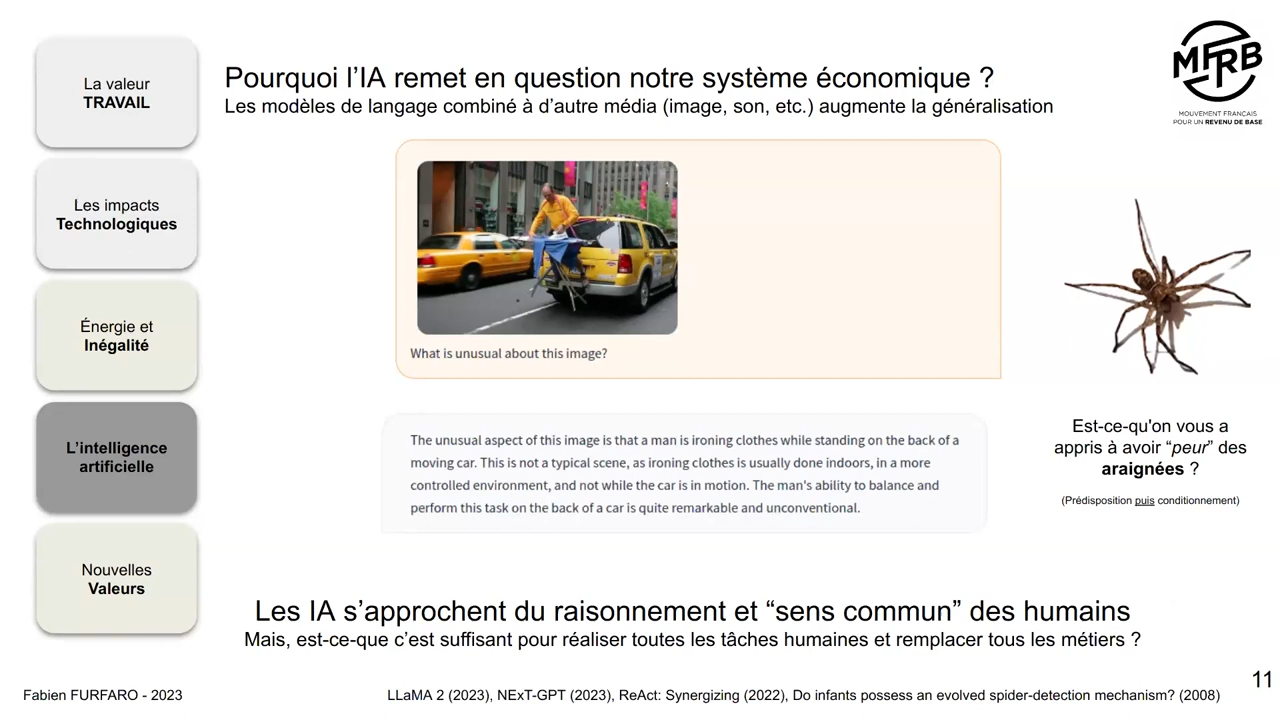 La valeur
TRAVAIL
Les impacts
Technologiques
Énergie et
Inégalité
L'intelligence
artificielle
Nouvelles
Valeurs
Pourquoi l'IA remet en question notre système économique ?
Les modèles de langage combiné à d'autre média (image, son, etc.) augmente la généralisation
MFRB
MOUVEMENT FRANÇAIS
POUR UN REVENU DE BASE
What is unusual about this image?
The unusual aspect of this image is that a man is ironing clothes while standing on the back of a
moving car. This is not a typical scene, as ironing clothes is usually done indoors, in a more
controlled environment, and not while the car is in motion. The man's ability to balance and
perform this task on the back of a car is quite remarkable and unconventional.
Est-ce-qu'on vous a
appris à avoir “peur” des
araignées ?
(Prédisposition puis conditionnement)
Les IA s'approchent du raisonnement et “sens commun” des humains
Mais, est-ce-que c'est suffisant pour réaliser toutes les tâches humaines et remplacer tous les métiers ?
Fabien FURFARO - 2023
LLaMA 2 (2023), NExT-GPT (2023), ReAct: Synergizing (2022), Do infants possess an evolved spider-detection mechanism? (2008)
11